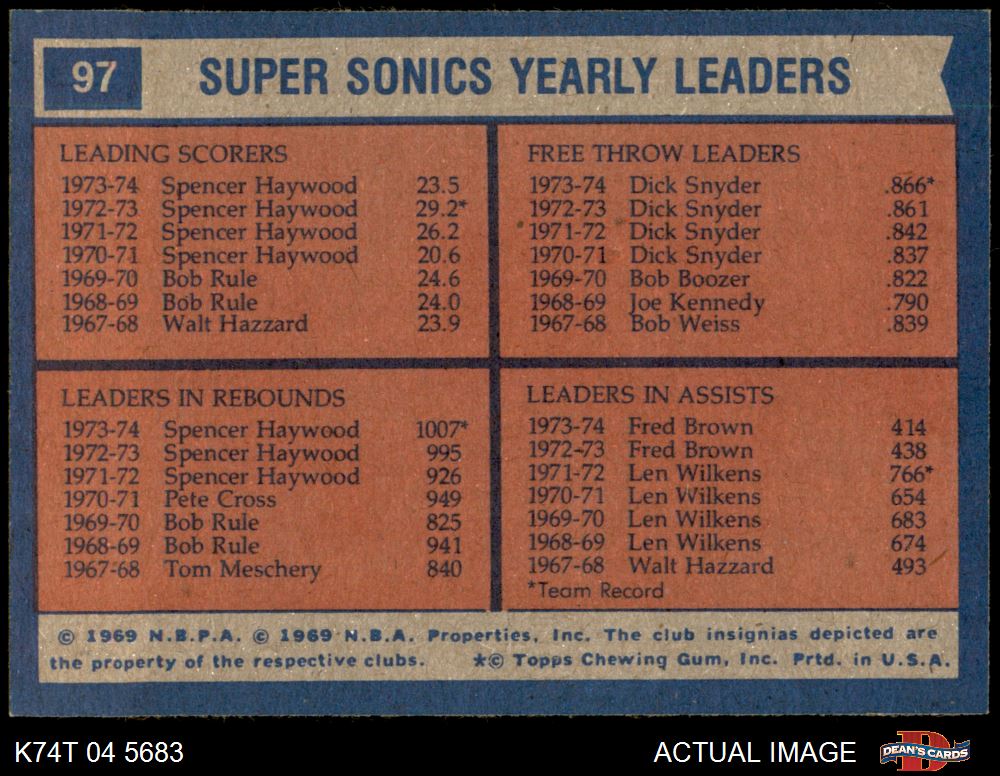 97 SUPER SONICS YEARLY LEADERS
LEADING SCORERS
1973-74 Spencer Haywood 23.5
1972-73 Spencer Haywood 29.2*
1971-72 Spencer Haywood 26.2
1970-71 Spencer Haywood 20.6
1969-70 Bob Rule 24.6
1968-69 Bob Rule 24.0
1967-68 Walt Hazzard 23.9
FREE THROW LEADERS
1973-74 Dick Snyder .866*
1972-73 Dick Snyder .861
1971-72 Dick Snyder .842
1970-71 Dick Snyder .837
1969-70 Bob Boozer .822
1968-69 Joe Kennedy .790
1967-68 Bob Weiss .839
LEADERS IN REBOUNDS
1973-74 Spencer Haywood 1007*
1972-73 Spencer Haywood 995
1971-72 Spencer Haywood 926
1970-71 Pete Cross 949
1969-70 Bob Rule 825
1968-69 Bob Rule 941
1967-68 Tom Meschery 840
LEADERS IN ASSISTS
1973-74 Fred Brown 414
1972-73 Fred Brown 438
1971-72 Len Wilkens 766*
1970-71 Len Wilkens 654
1969-70 Len Wilkens 683
1968-69 Len Wilkens 674
1967-68 Walt Hazzard 493
*Team Record
© 1969 N.B.P.A. © 1969 N.B.A. Properties, Inc. The club insignias depicted are
the property of the respective clubs. *© Topps Chewing Gum, Inc. Prtd. in U.S.A.
K74T 04 5683 ACTUAL IMAGE DEAN'S CARDS